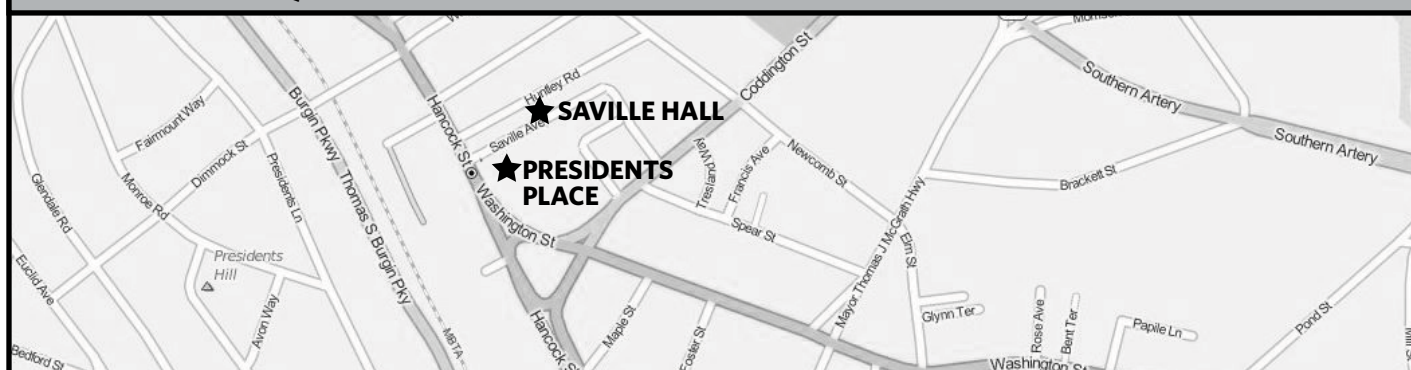 Huntley Rd
Coddington St
Southern Artery
Burgin Pkwy
Hancock St
SAVILLE HALL
Fairmount Way
Saville Ave
Southern Artery
Dimmock St
Tresland Way
Francis Ave
Newcomb St
PRESIDENTS
PLACE
Presidents Ln
Glendale Rd
Monroe Rd
Thomas S Burgin Pky
Washington St
Brackett St
Spear St
Mayor Thomas J McGrath Hwy
Elm St
Presidents
Hill
Euclid Ave
Avon Way
MBTA
Hancock St
Maple St
Foster St
Glynn Ter
Rose Ave
Bent Ter
Papile Ln
Pond St
Bedford St
Washington St